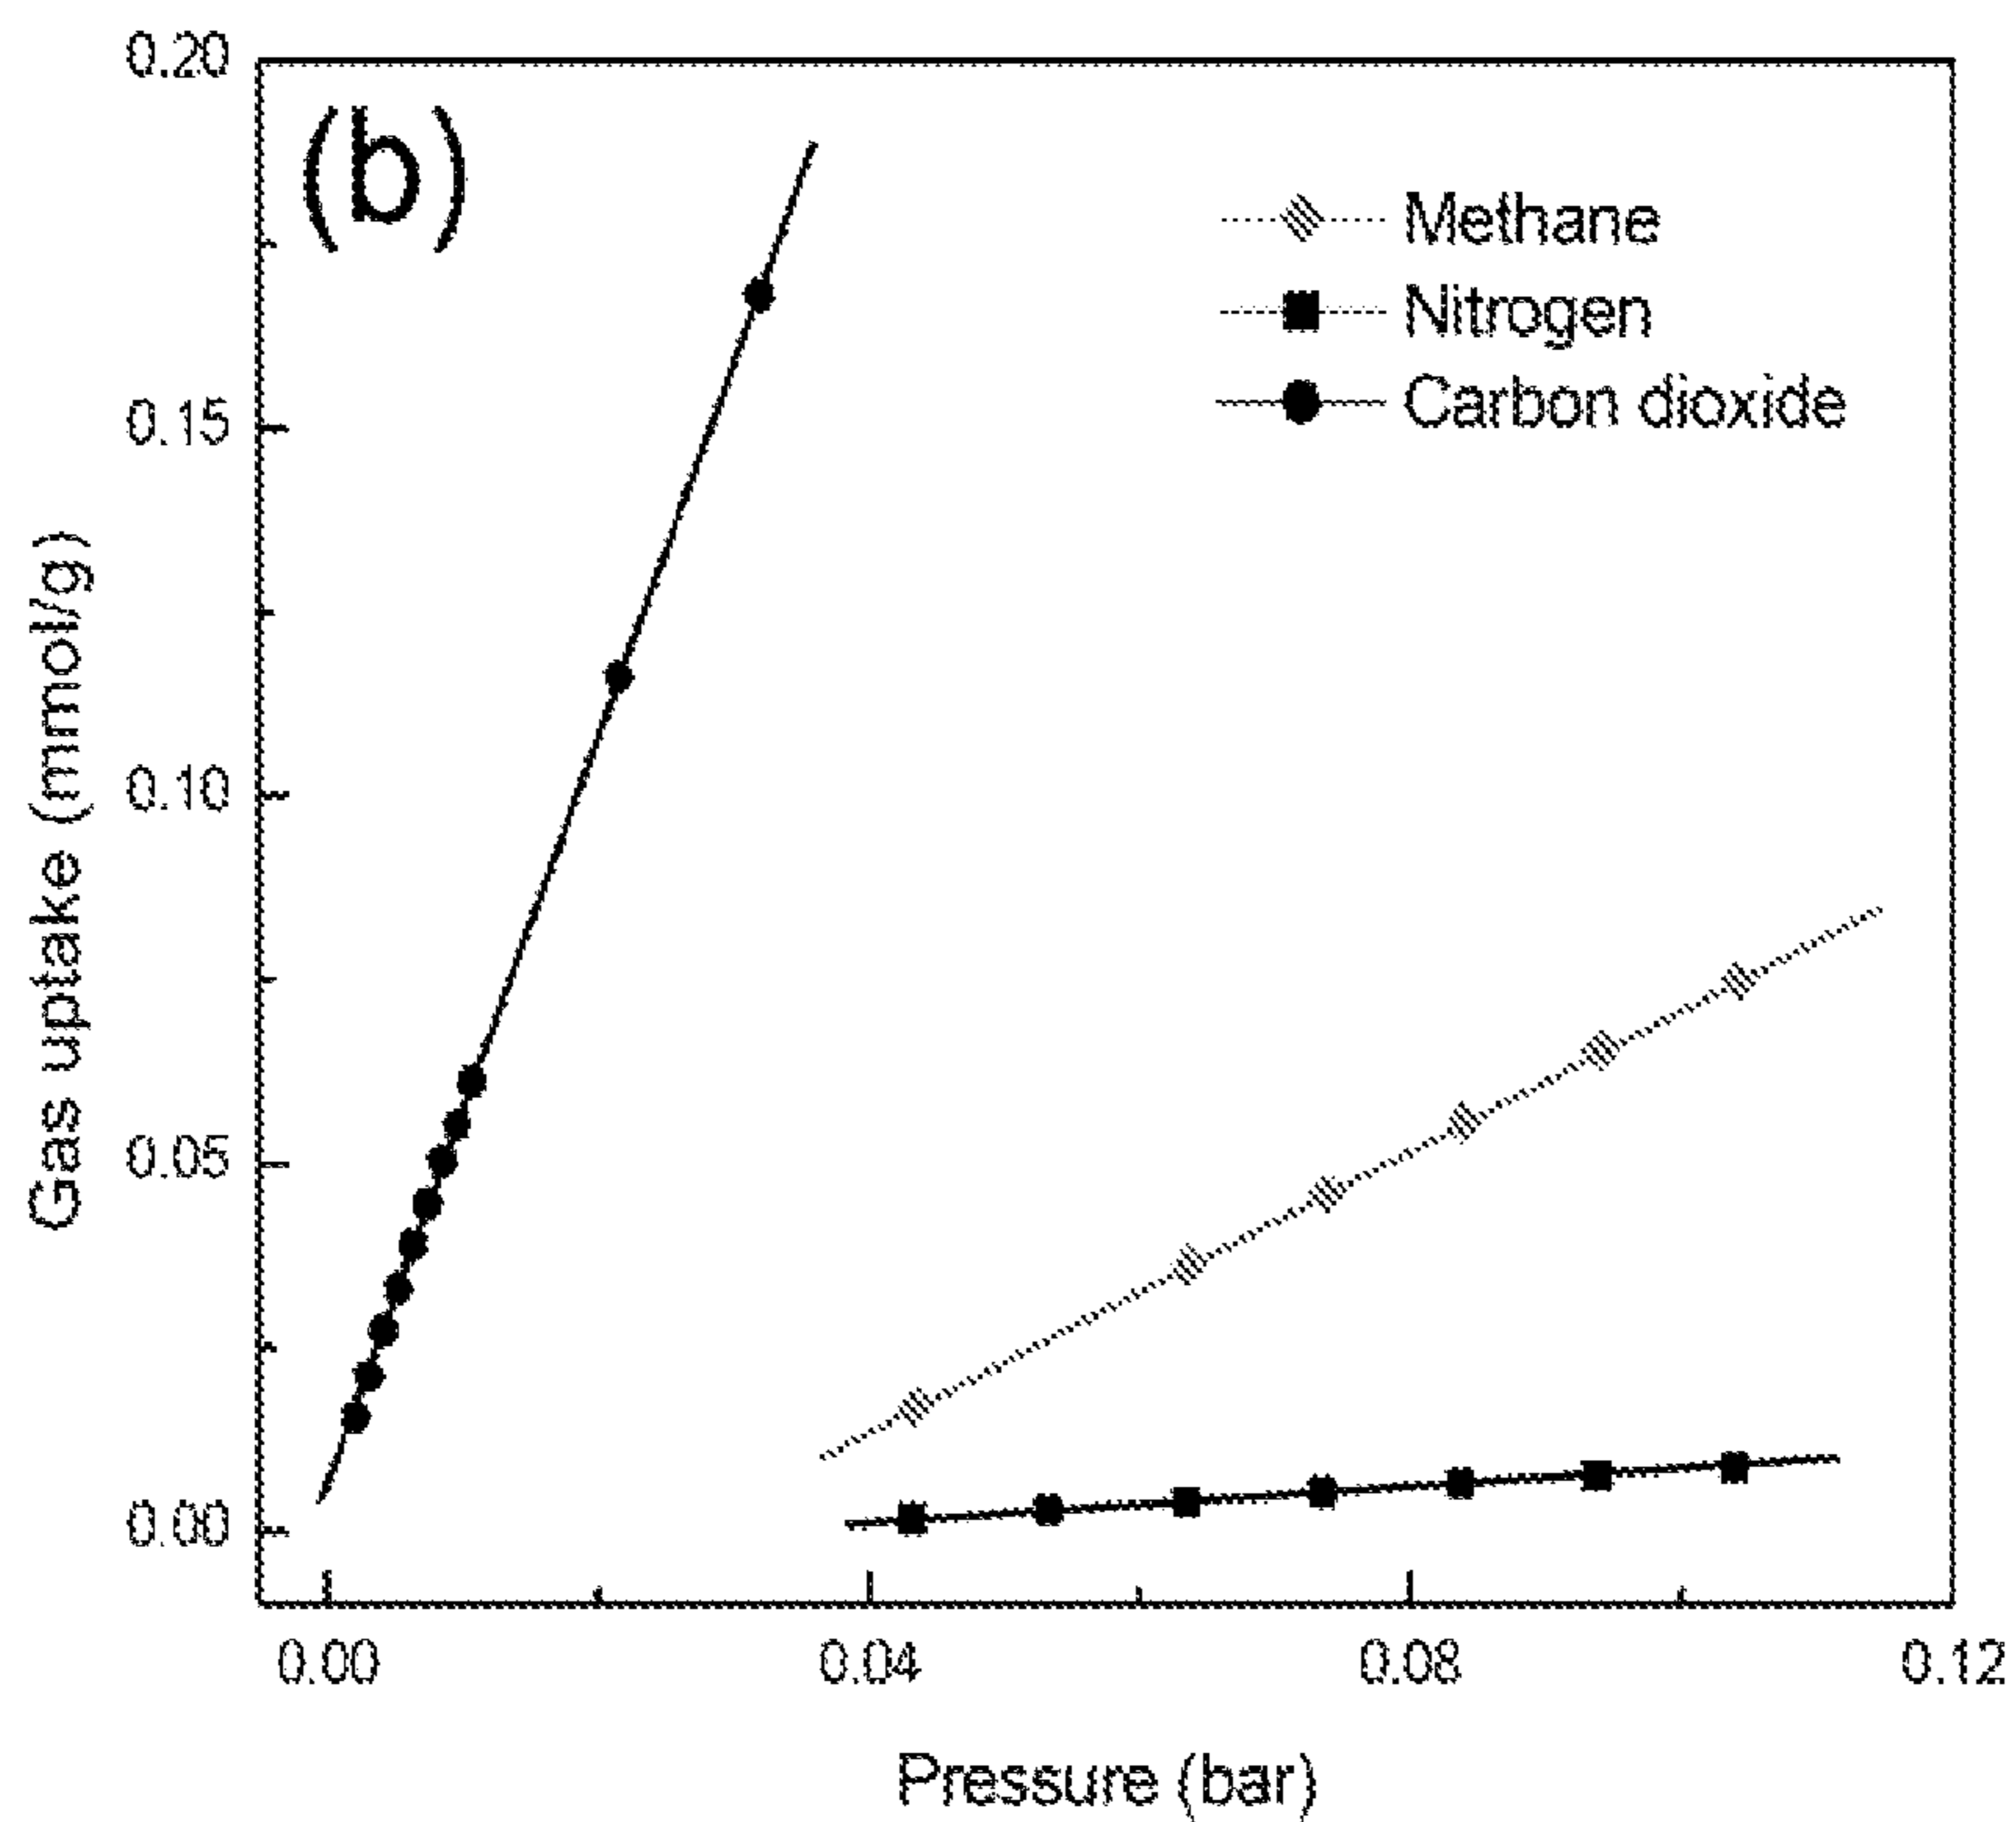 (b)
Methane
Nitrogen
Carbon dioxide
Gas uptake (mmol/g)
0.20
0.15
0.10
0.05
0.00
0.00 0.04 0.08 0.12
Pressure (bar)